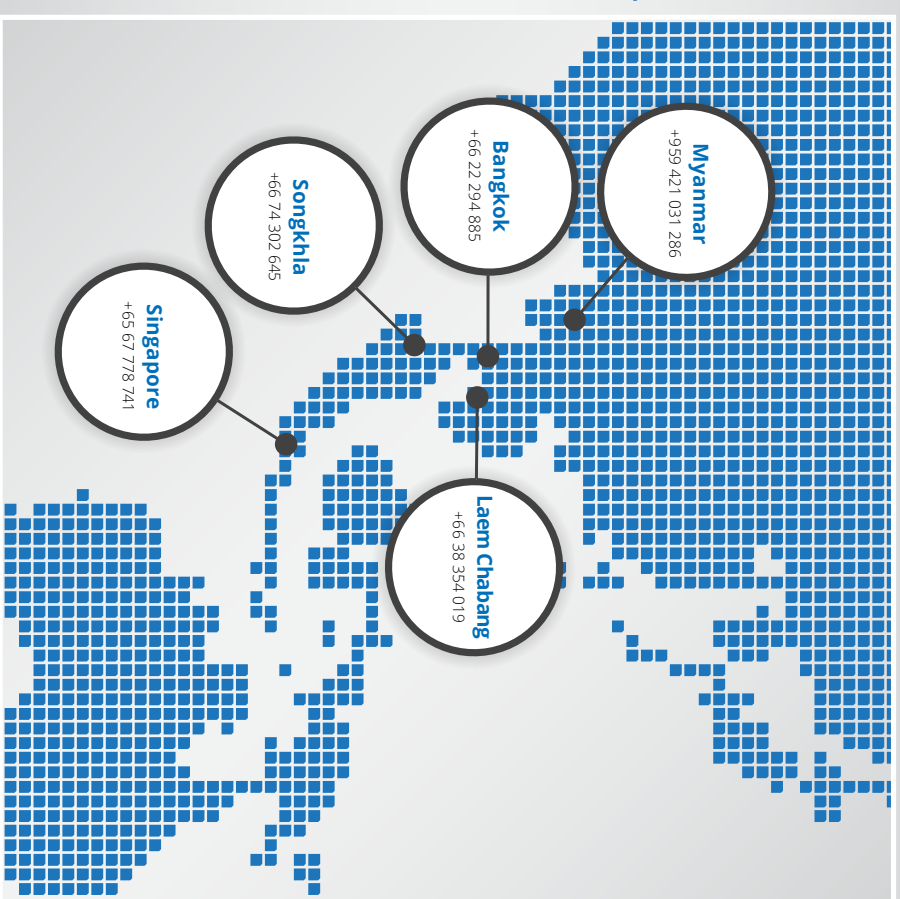 Myanmar
+959 421 031 286
Bangkok
+66 22 294 885
Songkhla
+66 74 302 645
Singapore
+65 67 778 741
Laem Chabang
+66 38 354 019